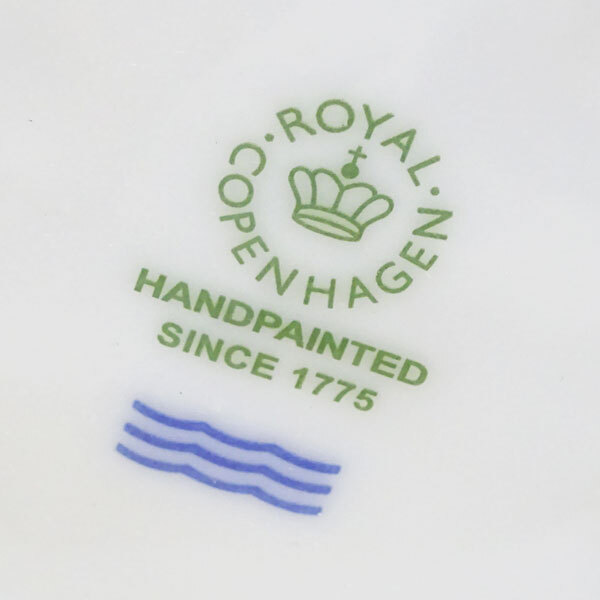 · ROYAL ·
COPENHAGEN
HANDPAINTED
SINCE 1775